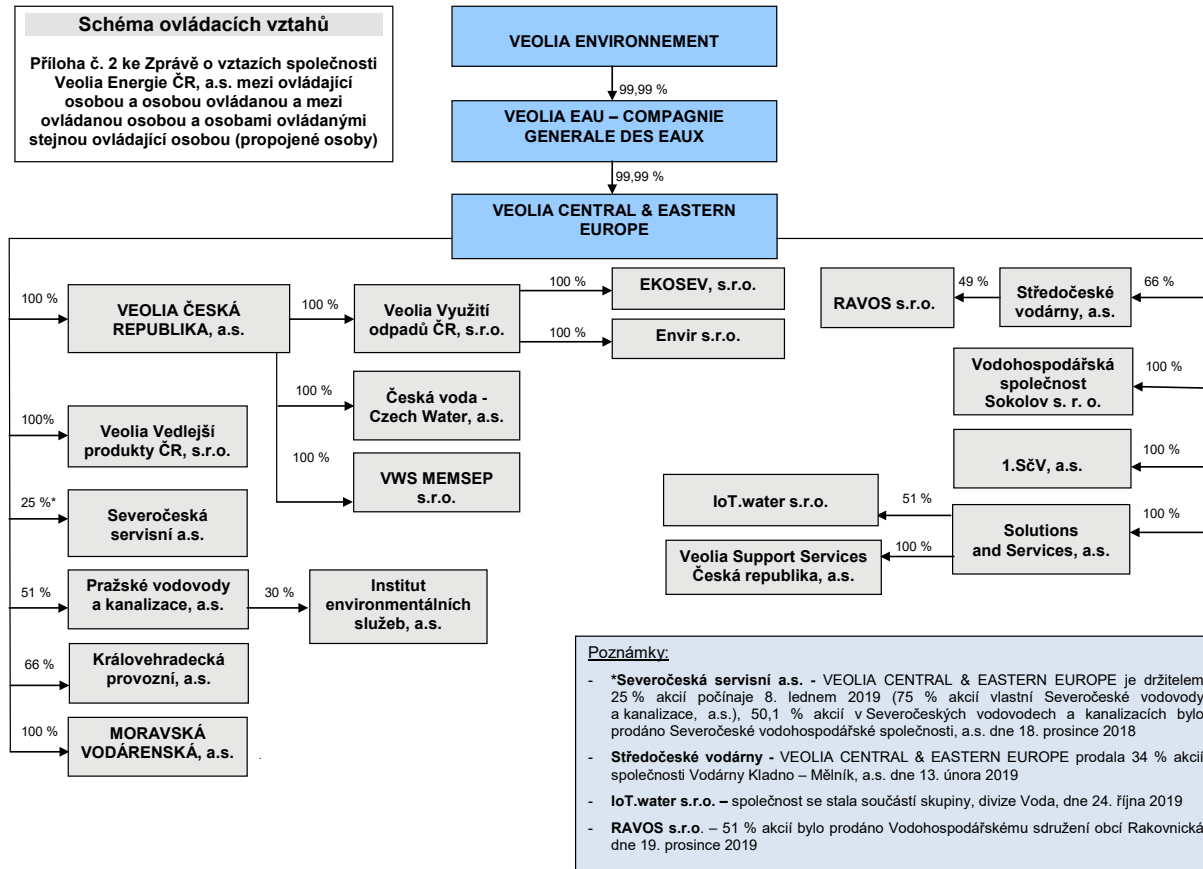 Schéma ovládacích vztahů
Příloha č. 2 ke Zprávě o vztazích společnosti
Veolia Energie ČR, a.s. mezi ovládající
osobou a osobou ovládanou a mezi
ovládanou osobou a osobami ovládanými
stejnou ovládající osobou (propojené osoby)
VEOLIA ENVIRONNEMENT
99,99 %
VEOLIA EAU – COMPAGNIE
GENERALE DES EAUX
99,99 %
VEOLIA CENTRAL & EASTERN
EUROPE
100 %
VEOLIA ČESKÁ
REPUBLIKA, a.s.
100 %
Veolia Využití
odpadů ČR, s.r.o.
100 %
EKOSEV, s.r.o.
100 %
Envir s.r.o.
100 %
Česká voda -
Czech Water, a.s.
100 %
VWS MEMSEP
s.r.o.
100%
Veolia Vedlejší
produkty ČR, s.r.o.
25 %*
Severočeská
servisní a.s.
51 %
Pražské vodovody
a kanalizace, a.s.
30 %
Institut
environmentálních
služeb, a.s.
66 %
Královehradecká
provozní, a.s.
100 %
MORAVSKÁ
VODÁRENSKÁ, a.s.
RAVOS s.r.o.
49 %
Středočeské
vodárny, a.s.
66 %
Vodohospodářská
společnost
Sokolov s. r. o.
100 %
1.SčV, a.s.
100 %
IoT.water s.r.o.
51 %
Solutions
and Services, a.s.
100 %
Veolia Support Services
Česká republika, a.s.
100 %
Poznámky:
- *Severočeská servisní a.s. - VEOLIA CENTRAL & EASTERN EUROPE je držitelem
25 % akcií počínaje 8. lednem 2019 (75 % akcií vlastní Severočeské vodovody
a kanalizace, a.s.), 50,1 % akcií v Severočeských vodovodech a kanalizacích bylo
prodáno Severočeské vodohospodářské společnosti, a.s. dne 18. prosince 2018
- Středočeské vodárny - VEOLIA CENTRAL & EASTERN EUROPE prodala 34 % akcií
společnosti Vodárny Kladno – Mělník, a.s. dne 13. února 2019
- IoT.water s.r.o. – společnost se stala součástí skupiny, divize Voda, dne 24. října 2019
- RAVOS s.r.o. – 51 % akcií bylo prodáno Vodohospodářskému sdružení obcí Rakovnická
dne 19. prosince 2019